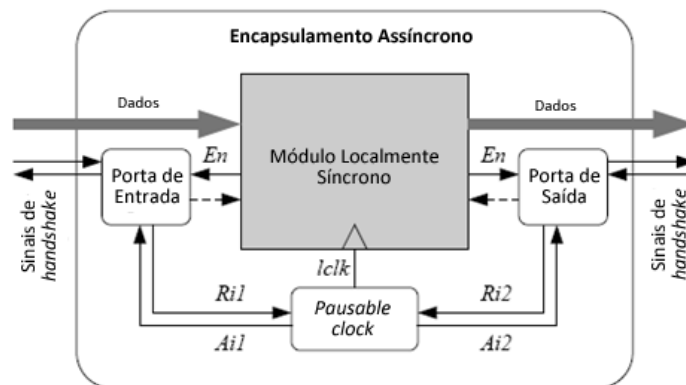 Encapsulamento Assíncrono
Dados
Dados
Módulo Localmente
Síncrono
En
En
Porta de
Entrada
Porta de
Saída
Sinais de
handshake
Sinais de
handshake
lclk
Ri1
Ri2
Pausable
clock
Ai1
Ai2